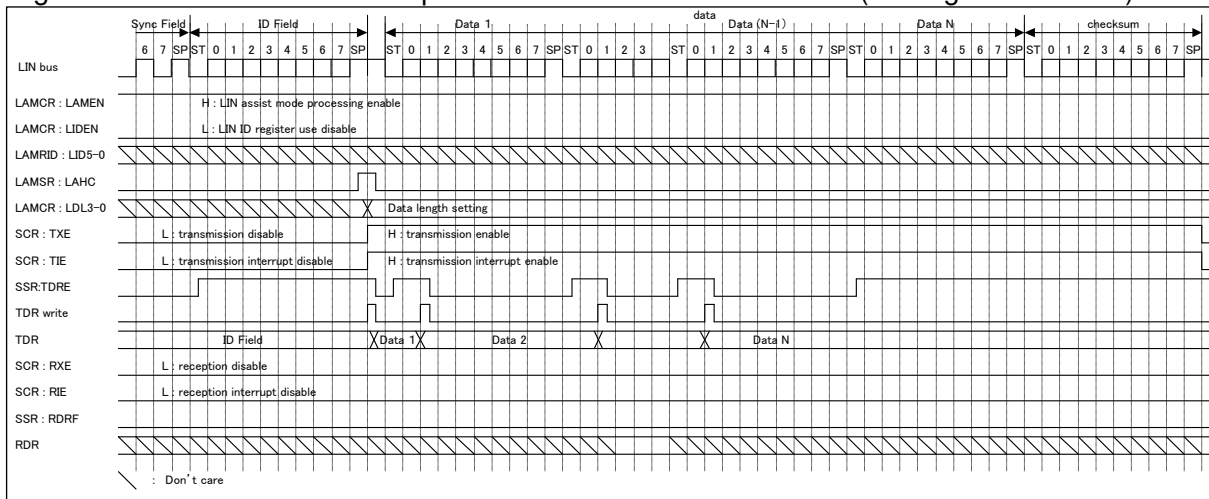 Sync Field ID Field Data 1 data Data (N-1) Data N checksum
6 7 SP ST 0 1 2 3 4 5 6 7 SP ST 0 1 2 3 4 5 6 7 SP ST 0 1 2 3 ST 0 1 2 3 4 5 6 7 SP ST 0 1 2 3 4 5 6 7 SP ST 0 1 2 3 4 5 6 7 SP
LIN bus
LAMCR : LAMEN H : LIN assist mode processing enable
LAMCR : LIDEN L : LIN ID register use disable
LAMRID : LID5-0
LAMSR : LAHC
LAMCR : LDL3-0 Data length setting
SCR : TXE L : transmission disable H : transmission enable
SCR : TIE L : transmission interrupt disable H : transmission interrupt enable
SSR:TDRE
TDR write
TDR ID Field Data 1 Data 2 Data N
SCR : RXE L : reception disable
SCR : RIE L : reception interrupt disable
SSR : RDRF
RDR
: Don't care